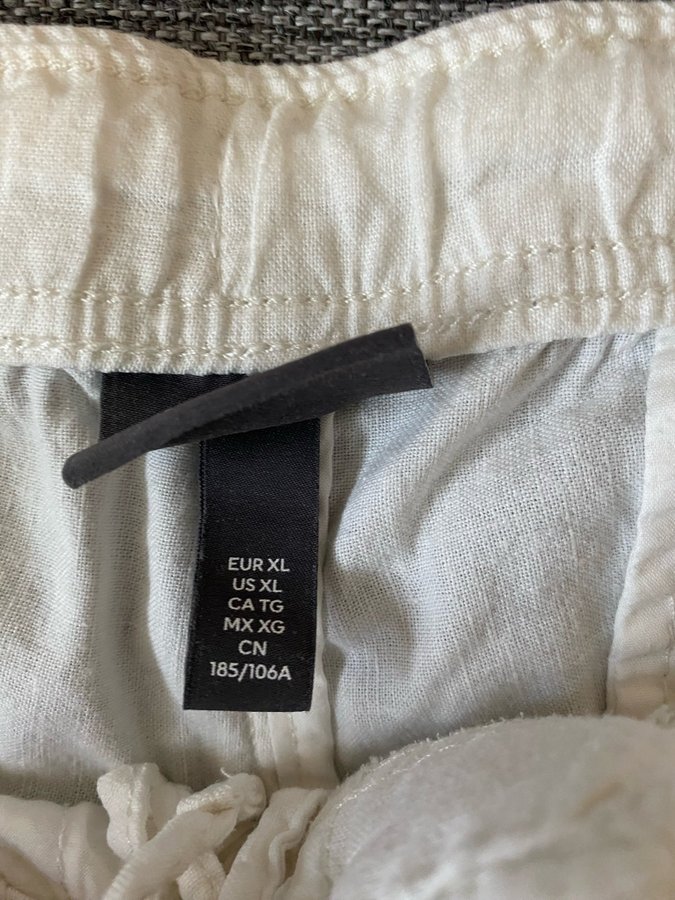 EUR XL
US XL
CA TG
MX XG
CN
185/106A